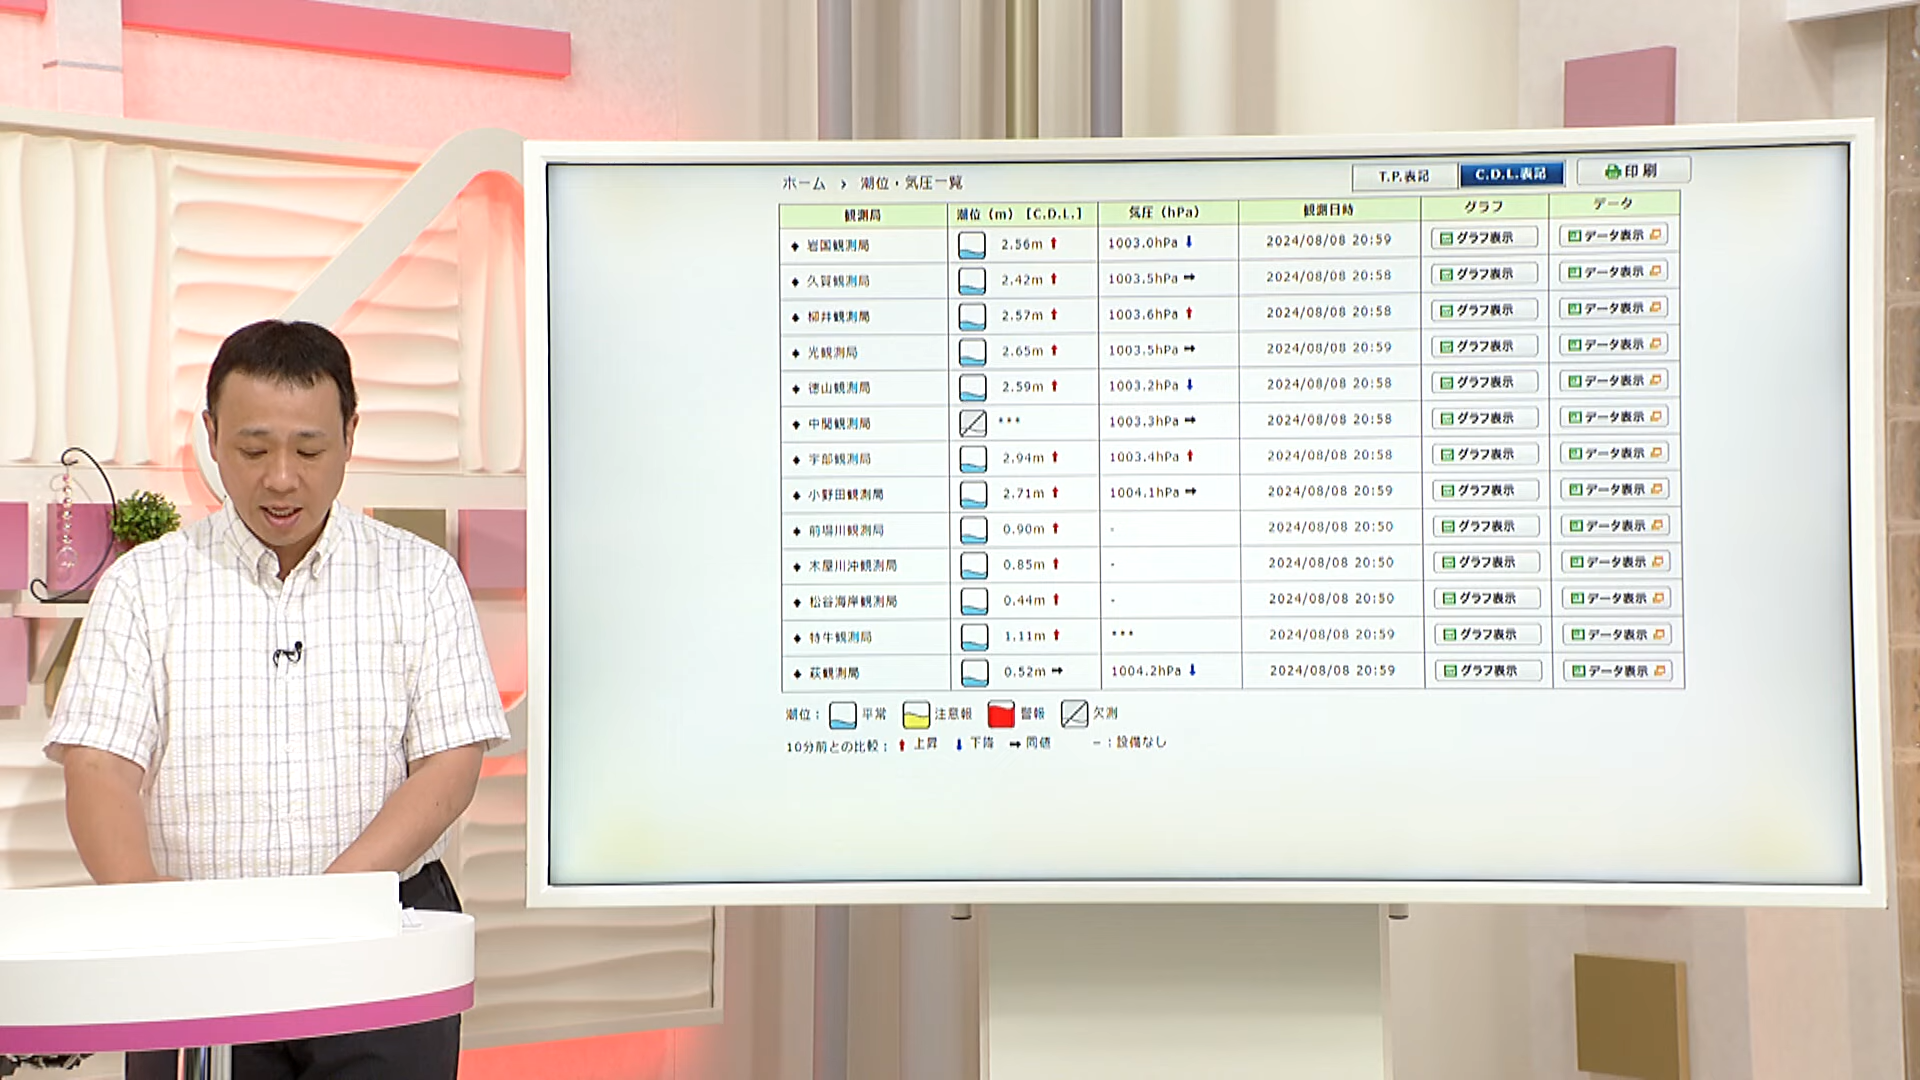 ホーム › 潮位・気圧一覧
T.P.表記 C.D.L.表記 印刷
観測局 潮位（m）［C.D.L.］ 気圧（hPa） 観測日時 グラフ データ
◆ 岩国観測局 2.56m ⬆ 1003.0hPa ⬇ 2024/08/08 20:59 グラフ表示 データ表示
◆ 久賀観測局 2.42m ⬆ 1003.5hPa ➡ 2024/08/08 20:58 グラフ表示 データ表示
◆ 柳井観測局 2.57m ⬆ 1003.6hPa ⬆ 2024/08/08 20:58 グラフ表示 データ表示
◆ 光観測局 2.65m ⬆ 1003.5hPa ➡ 2024/08/08 20:59 グラフ表示 データ表示
◆ 徳山観測局 2.59m ⬆ 1003.2hPa ⬇ 2024/08/08 20:58 グラフ表示 データ表示
◆ 中関観測局 *** 1003.3hPa ➡ 2024/08/08 20:58 グラフ表示 データ表示
◆ 宇部観測局 2.94m ⬆ 1003.4hPa ⬆ 2024/08/08 20:58 グラフ表示 データ表示
◆ 小野田観測局 2.71m ⬆ 1004.1hPa ➡ 2024/08/08 20:59 グラフ表示 データ表示
◆ 前場川観測局 0.90m ⬆ - 2024/08/08 20:50 グラフ表示 データ表示
◆ 木屋川沖観測局 0.85m ⬆ - 2024/08/08 20:50 グラフ表示 データ表示
◆ 松谷海岸観測局 0.44m ⬆ - 2024/08/08 20:50 グラフ表示 データ表示
◆ 特牛観測局 1.11m ⬆ *** 2024/08/08 20:59 グラフ表示 データ表示
◆ 萩観測局 0.52m ➡ 1004.2hPa ⬇ 2024/08/08 20:59 グラフ表示 データ表示
潮位： 平常 注意報 警報 欠測
10分前との比較： ⬆ 上昇 ⬇ 下降 ➡ 同値 －：設備なし